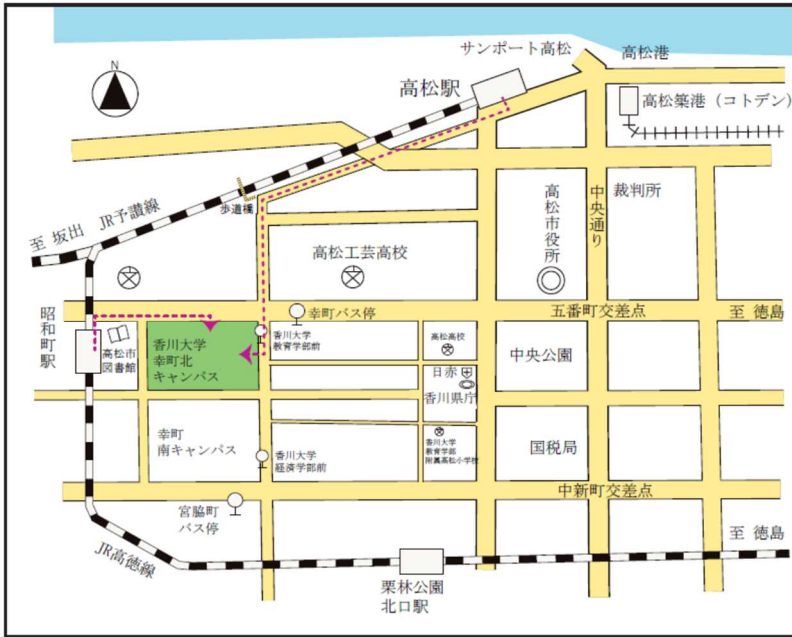 サンポート高松
高松港
N
高松駅
高松築港（コトデン）
歩道橋
至 坂出
JR予讃線
高松市役所
中央通り
裁判所
高松工芸高校
昭和町駅
幸町バス停
五番町交差点
至 徳島
高松市
図書館
香川大学
幸町北
キャンパス
香川大学
教育学部前
高松高校
中央公園
日赤
香川県庁
幸町
南キャンパス
香川大学
経済学部前
香川大学
教育学部
附属高松小学校
国税局
中新町交差点
宮脇町
バス停
至 徳島
JR高徳線
栗林公園
北口駅